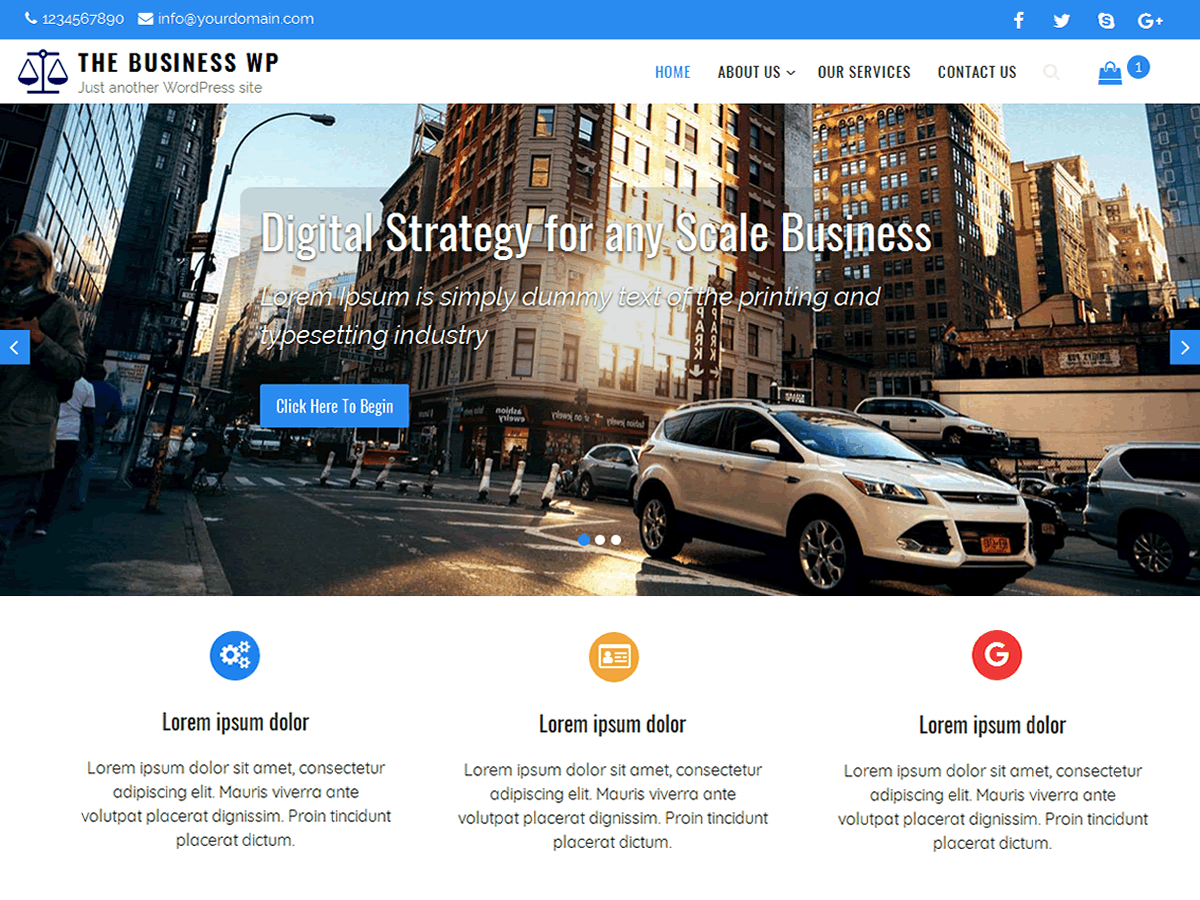 1234567890 info@yourdomain.com
THE BUSINESS WP
Just another WordPress site
HOME ABOUT US OUR SERVICES CONTACT US 1
Digital Strategy for any Scale Business
Lorem Ipsum is simply dummy text of the printing and
typesetting industry
PARK PARK
Click Here To Begin
Lorem ipsum dolor
Lorem ipsum dolor sit amet, consectetur
adipiscing elit. Mauris viverra ante
volutpat placerat dignissim. Proin tincidunt
placerat dictum.
Lorem ipsum dolor
Lorem ipsum dolor sit amet, consectetur
adipiscing elit. Mauris viverra ante
volutpat placerat dignissim. Proin tincidunt
placerat dictum.
Lorem ipsum dolor
Lorem ipsum dolor sit amet, consectetur
adipiscing elit. Mauris viverra ante
volutpat placerat dignissim. Proin tincidunt
placerat dictum.